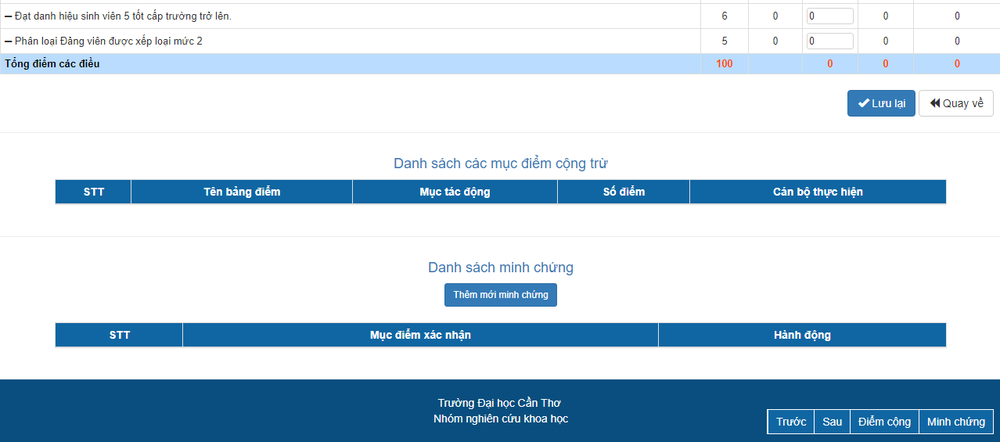 – Đạt danh hiệu sinh viên 5 tốt cấp trường trở lên. 6 0 0 0 0
– Phân loại Đảng viên được xếp loại mức 2 5 0 0 0 0
Tổng điểm các điều 100 0 0 0
Lưu lại Quay về
Danh sách các mục điểm cộng trừ
STT Tên bảng điểm Mục tác động Số điểm Cán bộ thực hiện
Danh sách minh chứng
Thêm mới minh chứng
STT Mục điểm xác nhận Hành động
Trường Đại học Cần Thơ
Nhóm nghiên cứu khoa học
Trước Sau Điểm cộng Minh chứng